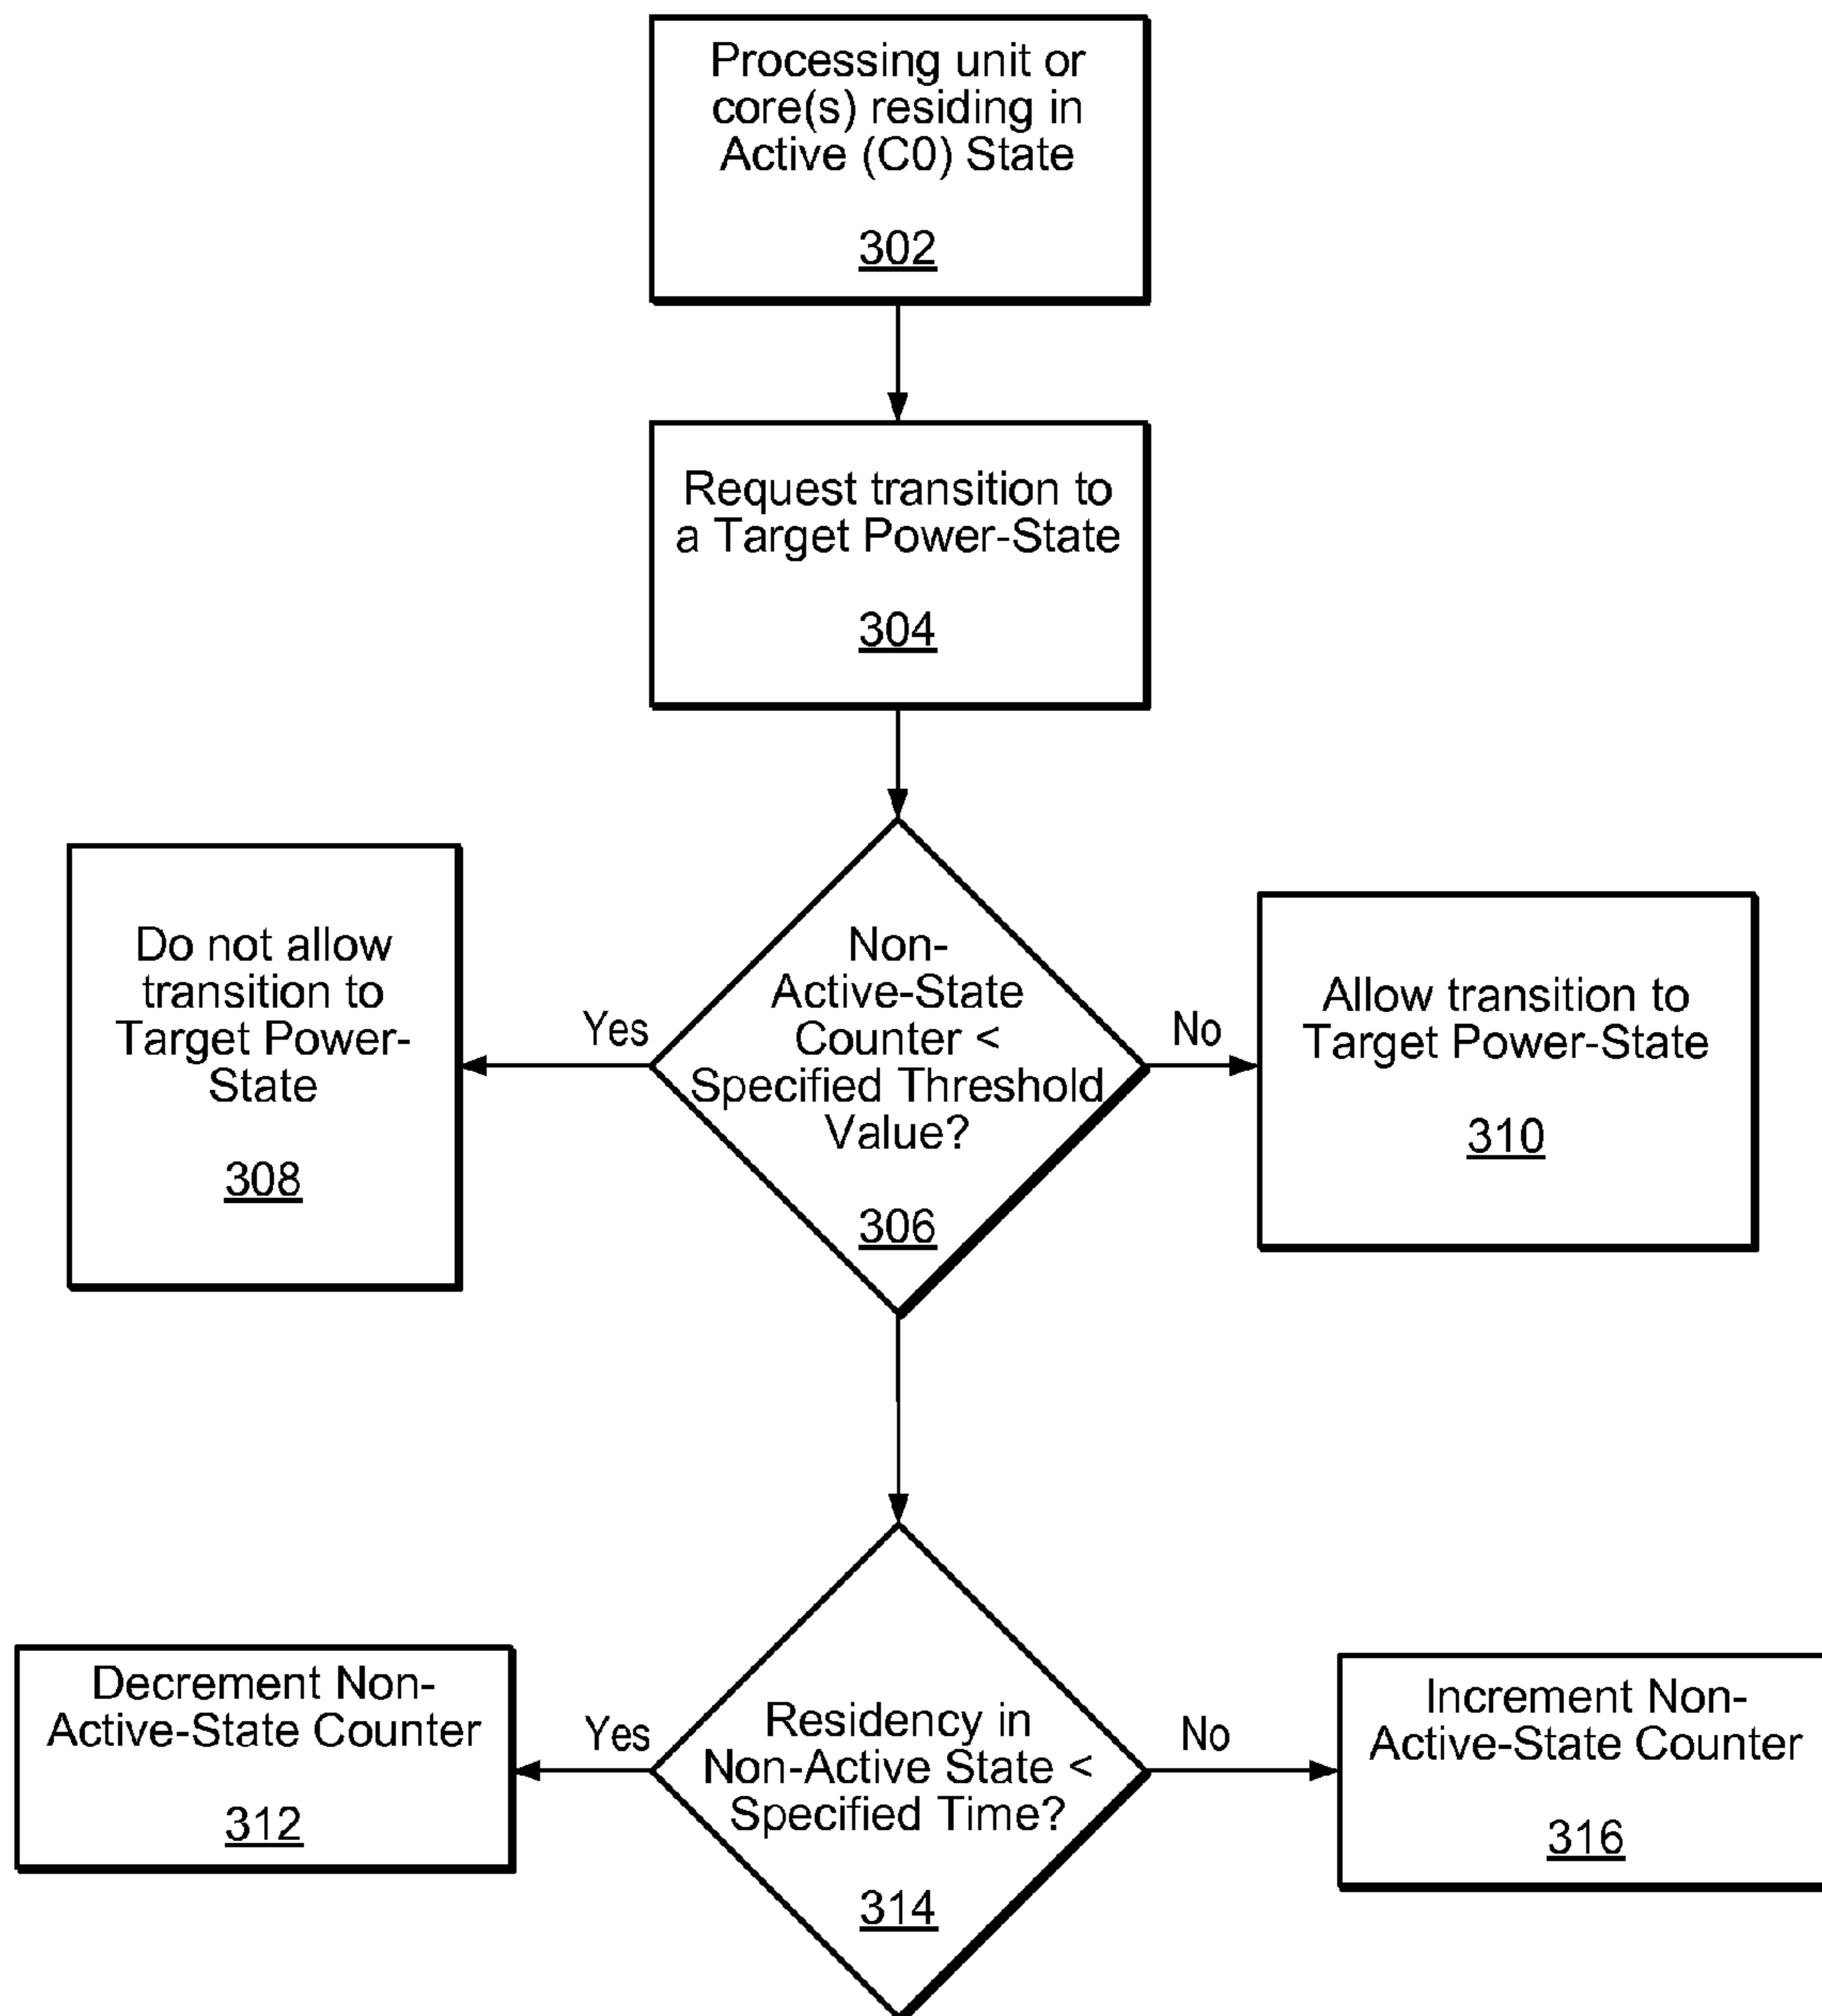 Processing unit or
core(s) residing in
Active (C0) State
302
Request transition to
a Target Power-State
304
Do not allow
transition to
Target Power-
State
308
Yes
Non-
Active-State
Counter <
Specified Threshold
Value?
306
No
Allow transition to
Target Power-State
310
Decrement Non-
Active-State Counter
312
Yes
Residency in
Non-Active State <
Specified Time?
314
No
Increment Non-
Active-State Counter
316